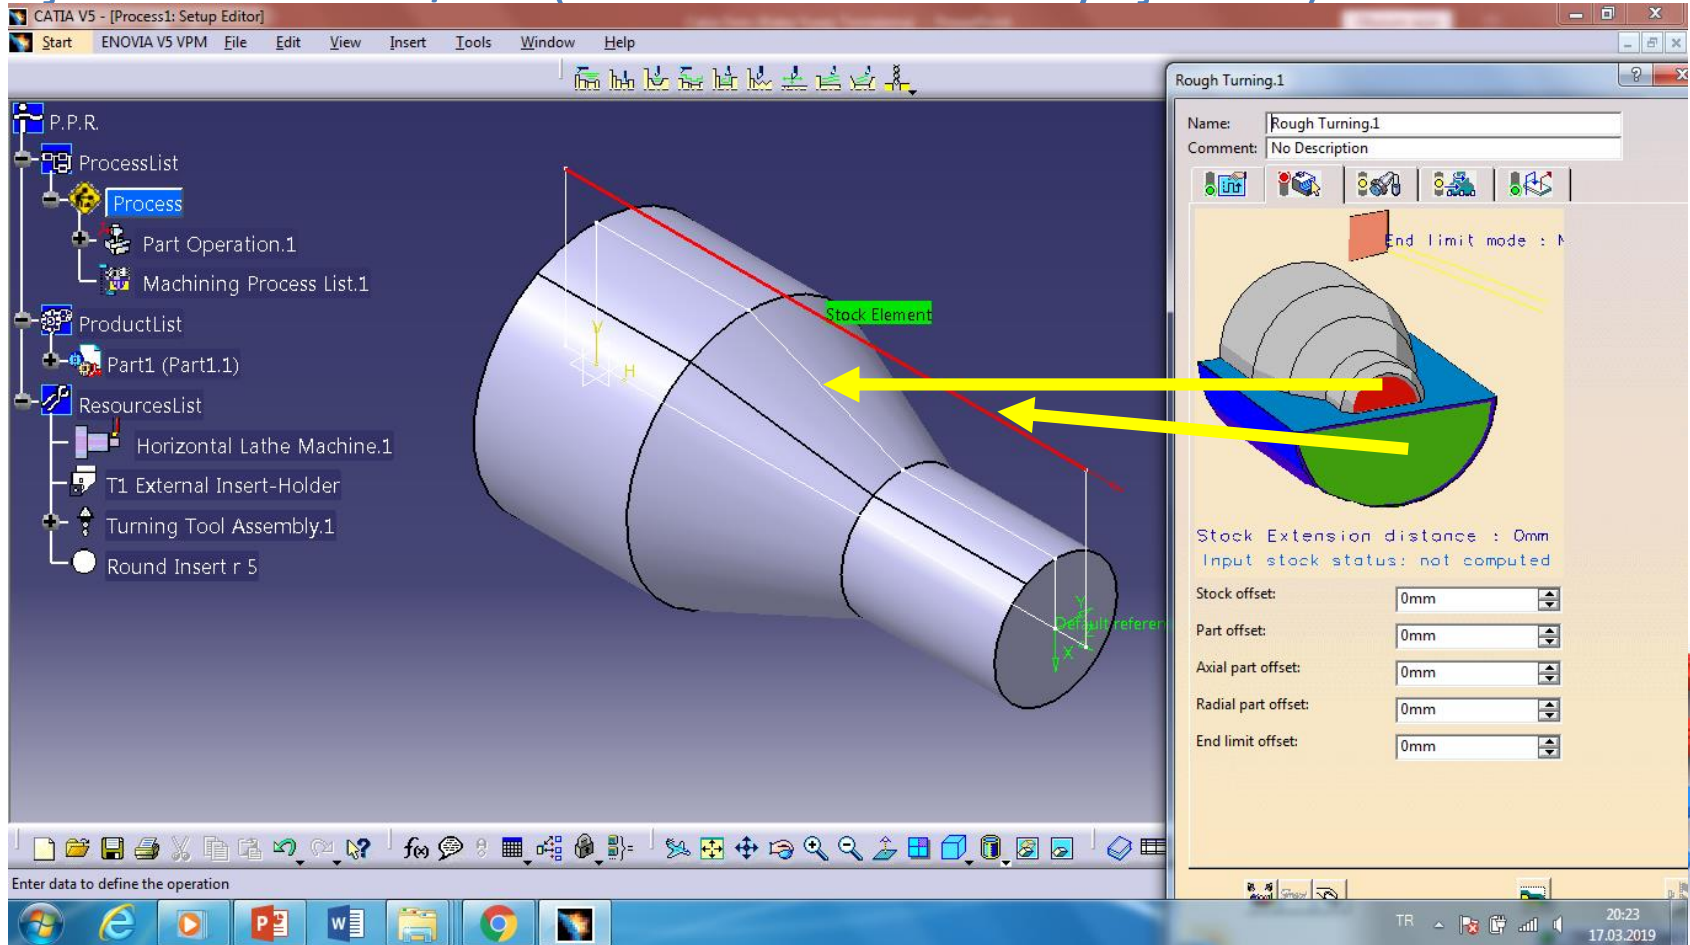 CATIA V5 - [Process1: Setup Editor]
Start ENOVIA V5 VPM File Edit View Insert Tools Window Help
P.P.R.
ProcessList
Process
Part Operation.1
Machining Process List.1
ProductList
Part1 (Part1.1)
ResourcesList
Horizontal Lathe Machine.1
T1 External Insert-Holder
Turning Tool Assembly.1
Round Insert r 5
Stock Element
V
H
Y
Default referen
X
Rough Turning.1
Name: Rough Turning.1
Comment: No Description
End limit mode : N
Stock Extension distance : 0mm
Input stock status: not computed
Stock offset: 0mm
Part offset: 0mm
Axial part offset: 0mm
Radial part offset: 0mm
End limit offset: 0mm
f(x)
Enter data to define the operation
TR
20:23
17.03.2019